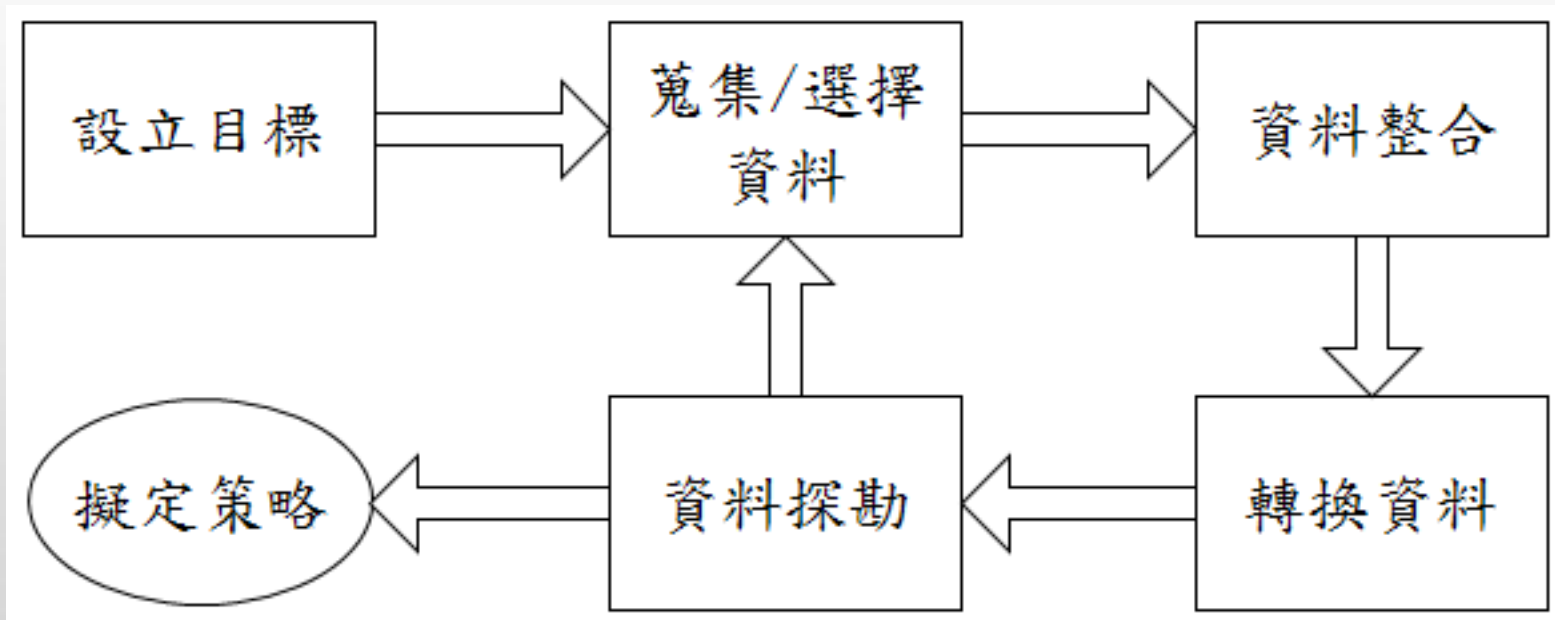 設立目標
蒐集/選擇
資料
資料整合
擬定策略
資料探勘
轉換資料